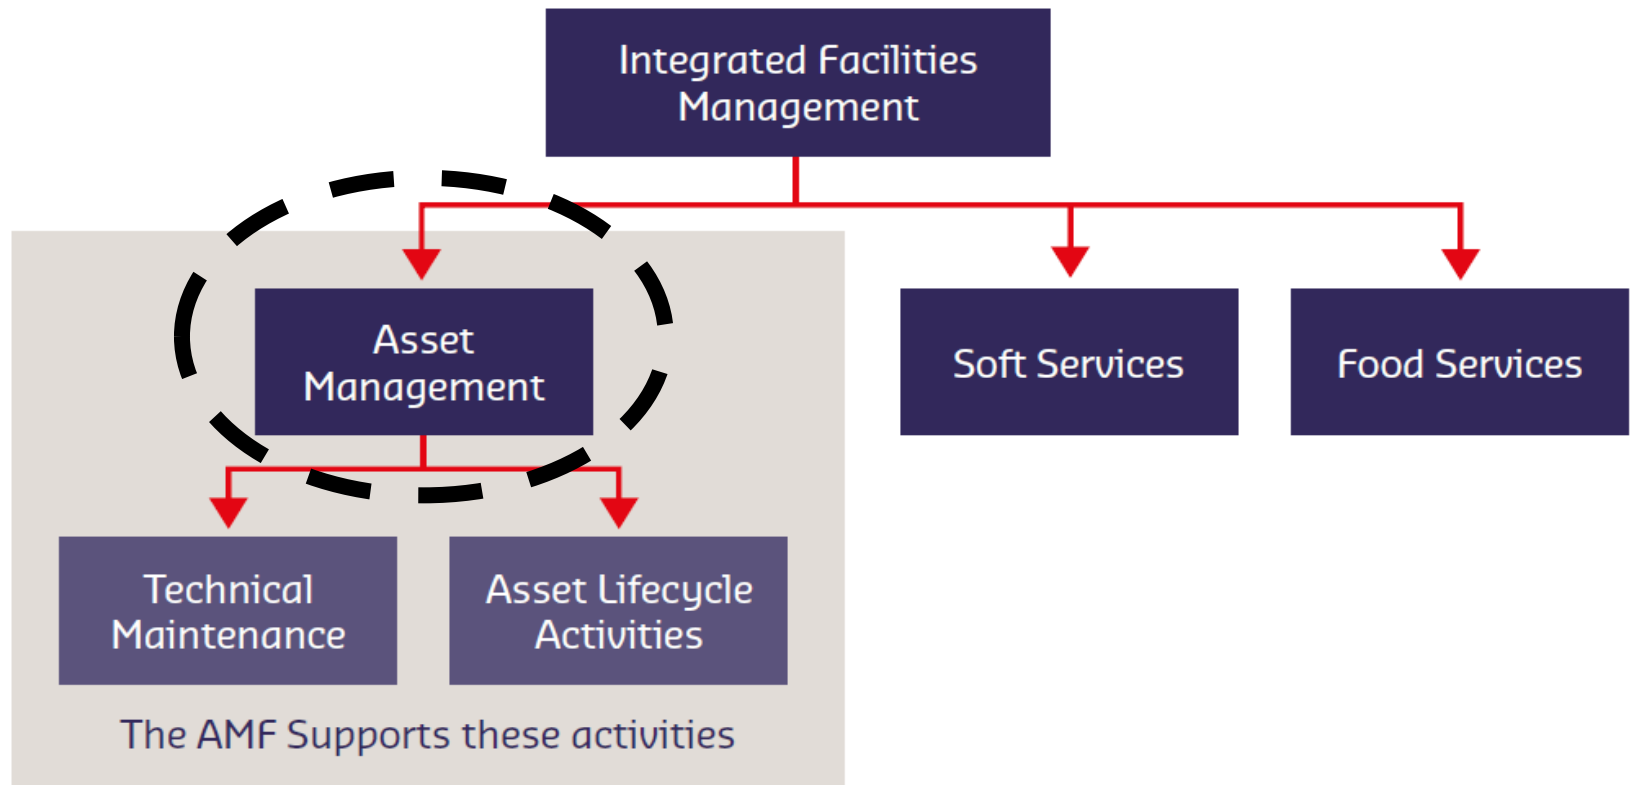 Integrated Facilities
Management
Asset
Management
Soft Services
Food Services
Technical
Maintenance
Asset Lifecycle
Activities
The AMF Supports these activities